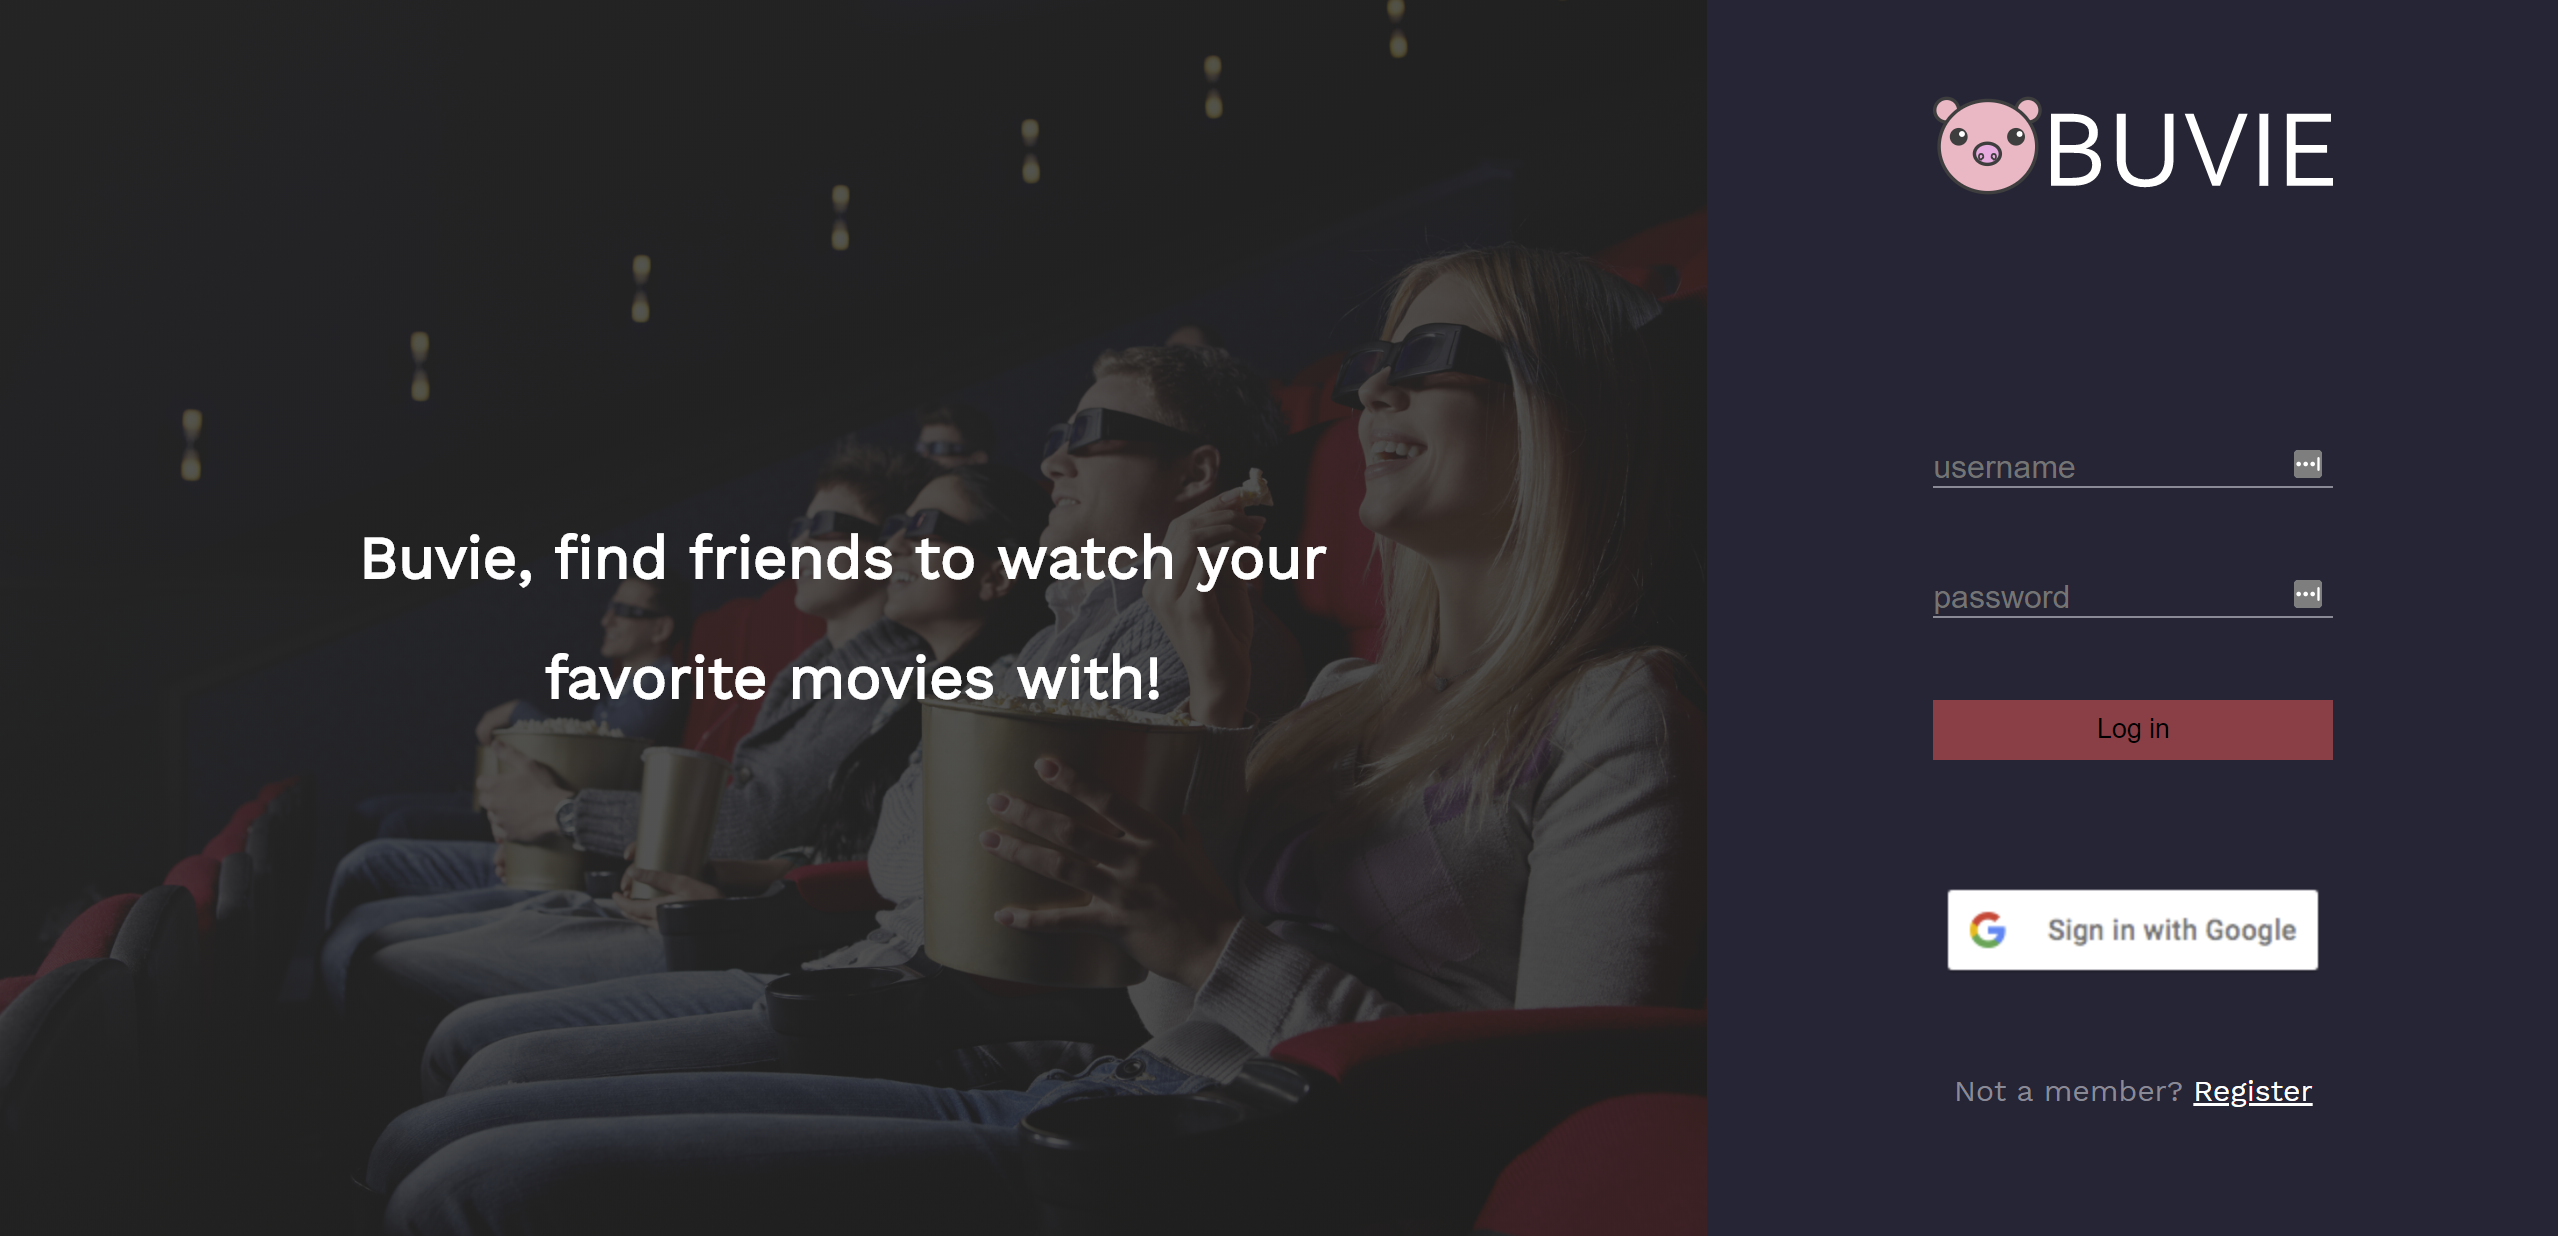 Buvie, find friends to watch your
favorite movies with!
BUVIE
username
password
Log in
Sign in with Google
Not a member? Register